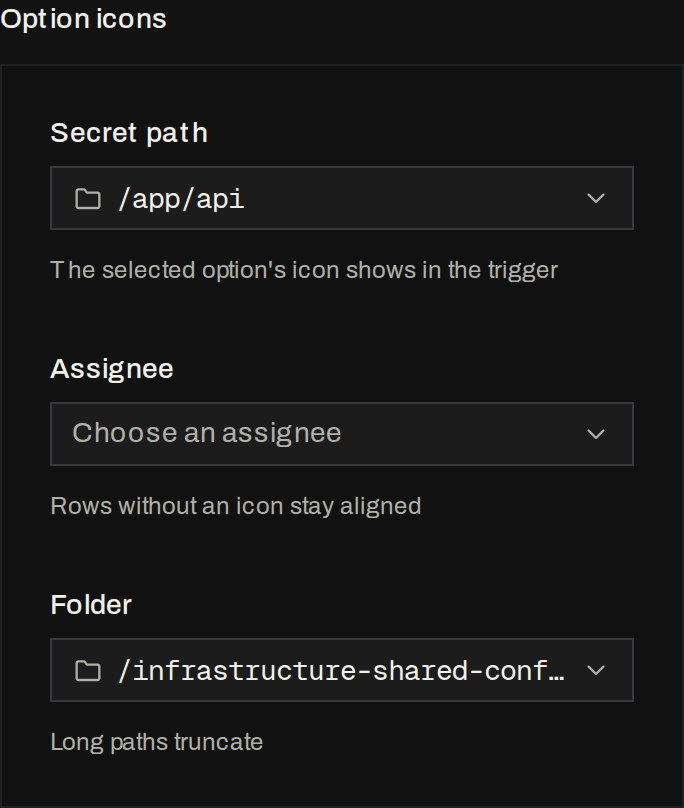 Option icons
Secret path
/app/api
The selected option's icon shows in the trigger
Assignee
Choose an assignee
Rows without an icon stay aligned
Folder
/infrastructure-shared-conf…
Long paths truncate